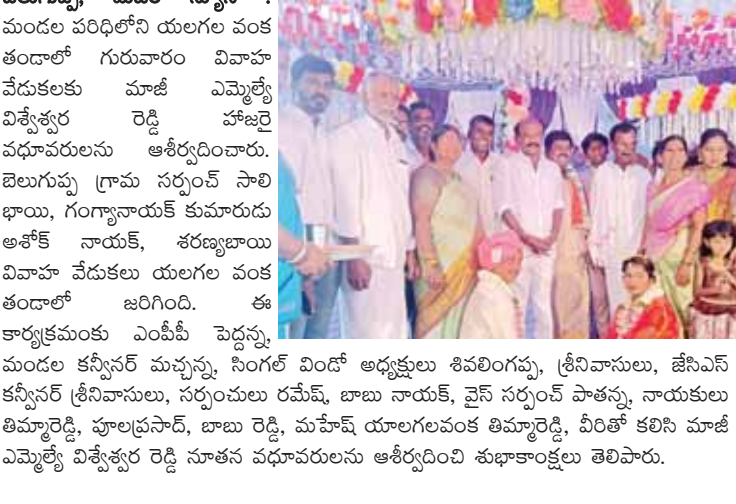 మండల పరిధిలోని యలగల వంక
తండాలో గురువారం వివాహ
వేడుకలకు మాజీ ఎమ్మెల్యే
విశ్వేశ్వర రెడ్డి హాజరై
వధూవరులను ఆశీర్వదించారు.
బెలుగుప్ప గ్రామ సర్పంచ్ సాలి
భాయి, గంగ్యానాయక్ కుమారుడు
అశోక్ నాయక్, శరణ్యబాయి
వివాహ వేడుకలు యలగల వంక
తండాలో జరిగింది. ఈ
కార్యక్రమంకు ఎంపీపీ పెద్దన్న,
మండల కన్వీనర్ మచ్చన్న, సింగల్ విండో అధ్యక్షులు శివలింగప్ప, శ్రీనివాసులు, జేసిఎస్
కన్వీనర్ శ్రీనివాసులు, సర్పంచులు రమేష్, బాబు నాయక్, వైస్ సర్పంచ్ పాతన్న, నాయకులు
తిమ్మారెడ్డి, పూలప్రసాద్, బాబు రెడ్డి, మహేష్ యాలగలవంక తిమ్మారెడ్డి, వీరితో కలిసి మాజీ
ఎమ్మెల్యే విశ్వేశ్వర రెడ్డి నూతన వధూవరులను ఆశీర్వదించి శుభాకాంక్షలు తెలిపారు.